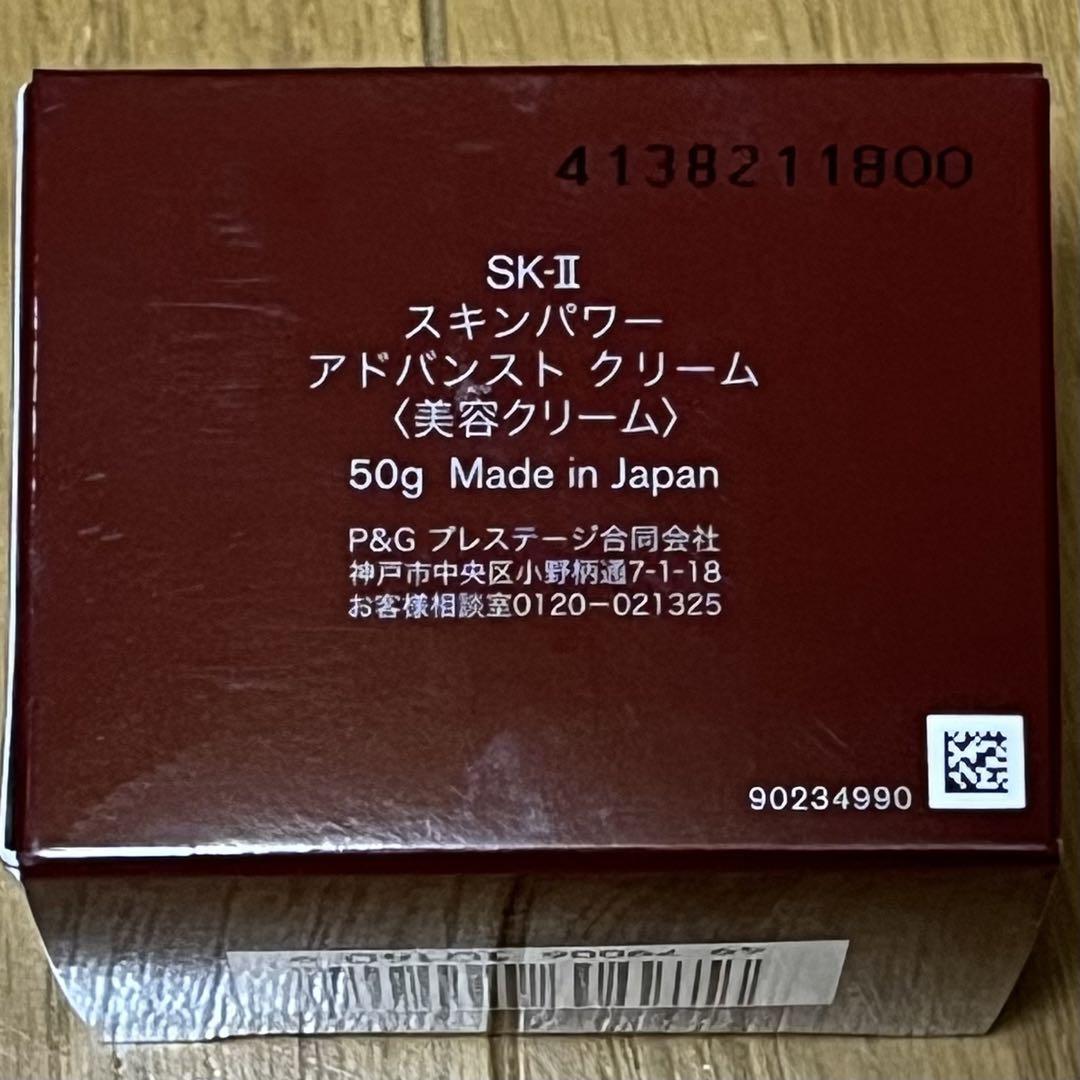 4138211800
SK-Ⅱ
スキンパワー
アドバンスト クリーム
〈美容クリーム〉
50g Made in Japan
P&G プレステージ合同会社
神戸市中央区小野柄通7-1-18
お客様相談室0120-021325
90234990